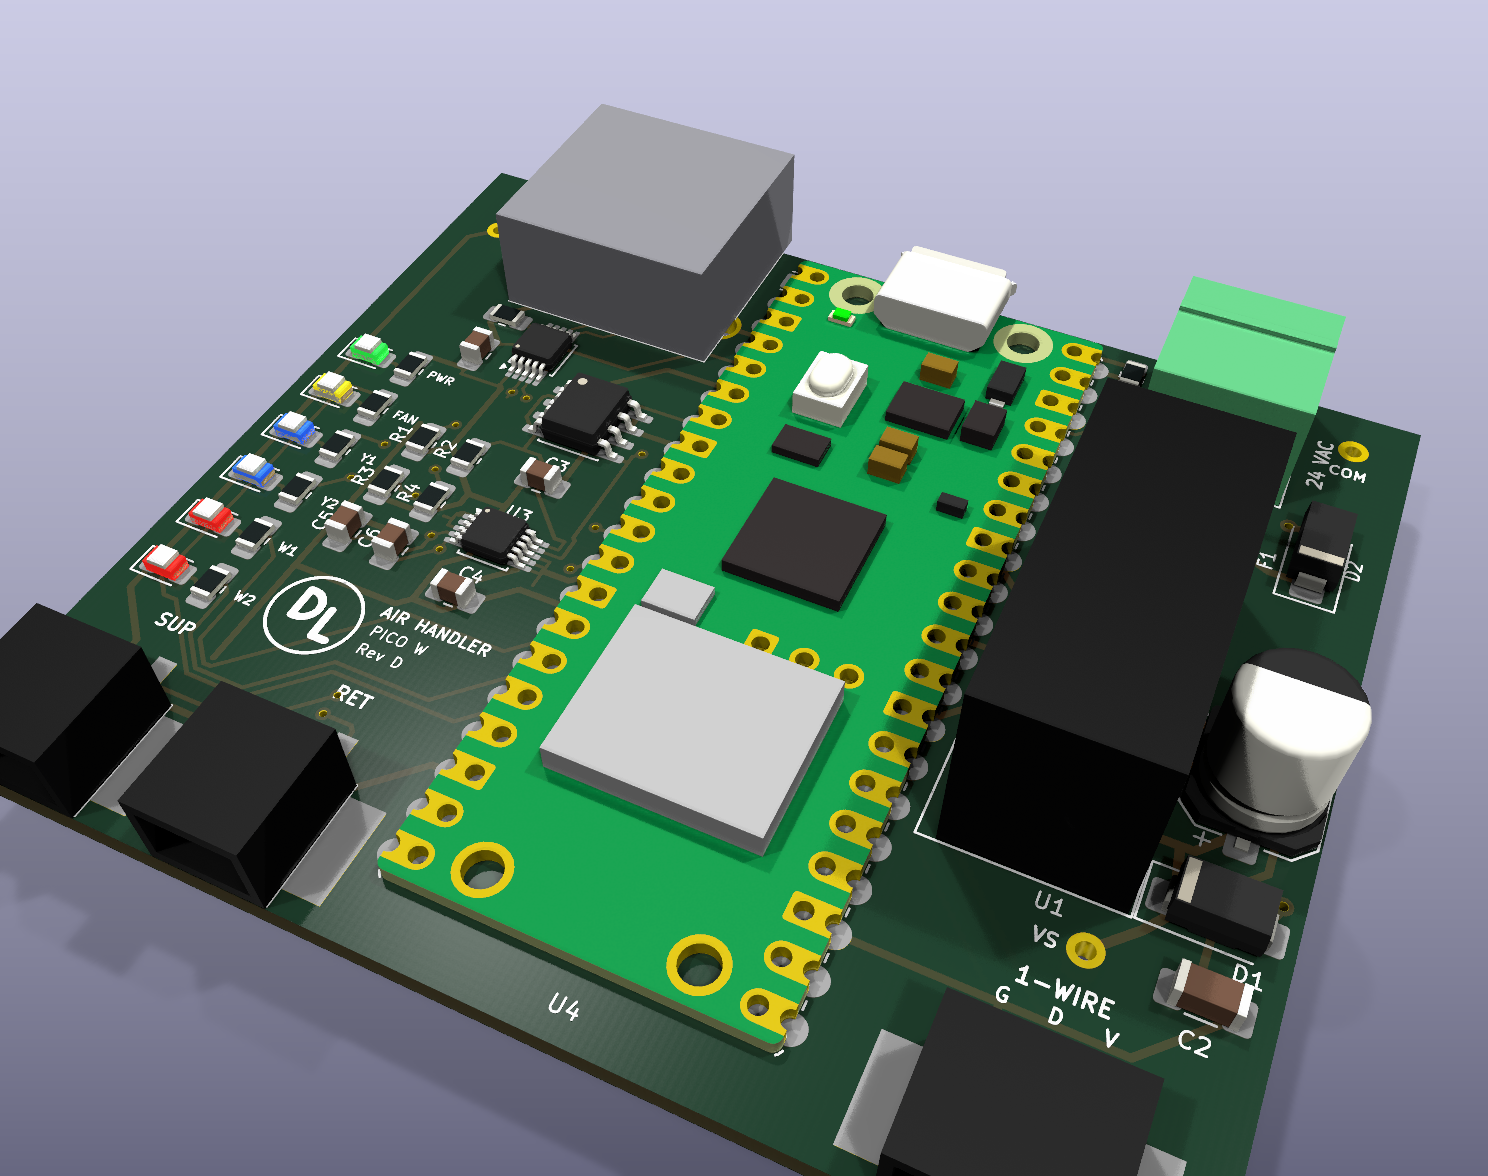 PWR
FAN
R1
R2
Y1
R3
R4
C3
Y2
C5
C6
U3
W1
C4
W2
SUP
DL
AIR HANDLER
PICO W
Rev D
RET
24 VAC
COM
F1
D2
+
U1
VS
1-WIRE
G
D
V
D1
C2
U4